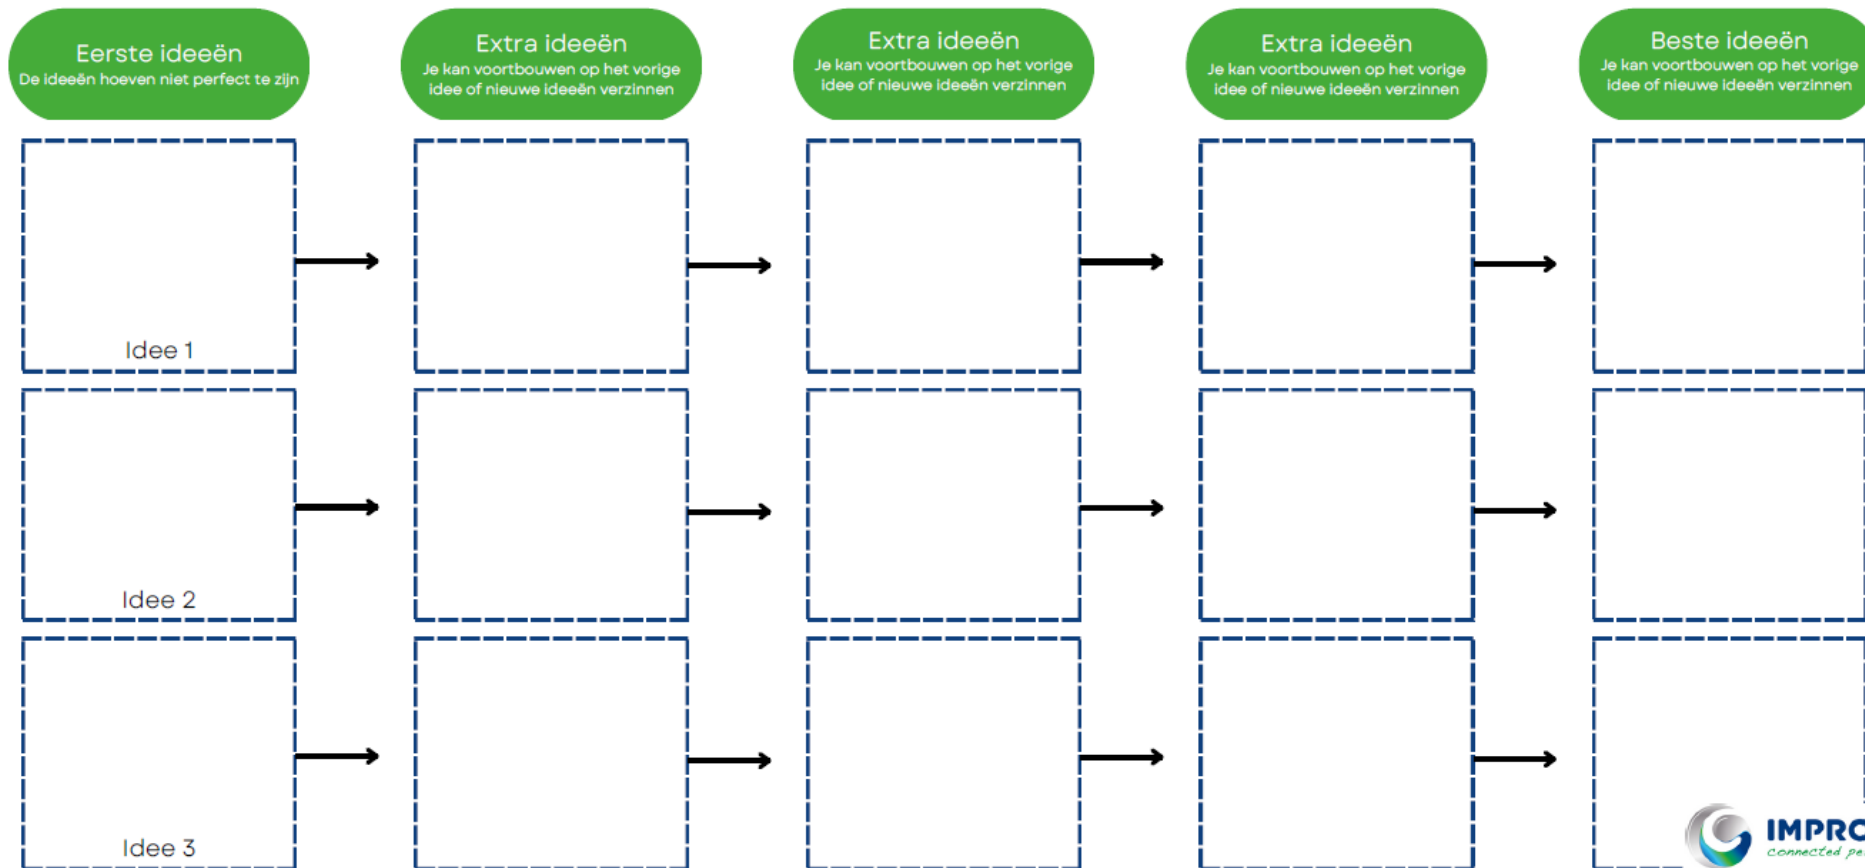 Eerste ideeën
De ideeën hoeven niet perfect te zijn
Extra ideeën
Je kan voortbouwen op het vorige
idee of nieuwe ideeën verzinnen
Extra ideeën
Je kan voortbouwen op het vorige
idee of nieuwe ideeën verzinnen
Extra ideeën
Je kan voortbouwen op het vorige
idee of nieuwe ideeën verzinnen
Beste ideeën
Je kan voortbouwen op het vorige
idee of nieuwe ideeën verzinnen
Idee 1
Idee 2
Idee 3
connected